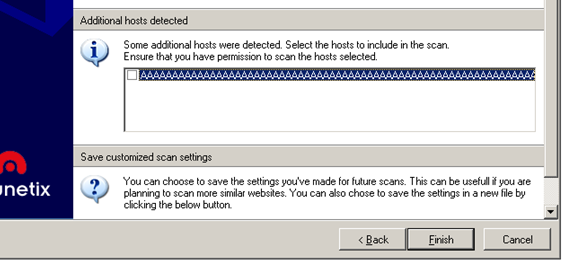 Additional hosts detected
Some additional hosts were detected. Select the hosts to include in the scan.
Ensure that you have permission to scan the hosts selected.
Save customized scan settings
You can choose to save the settings you've made for future scans. This can be usefull if you are
planning to scan more similar websites. You can also chose to save the settings in a new file by
clicking the below button.
unetix
< Back
Finish
Cancel